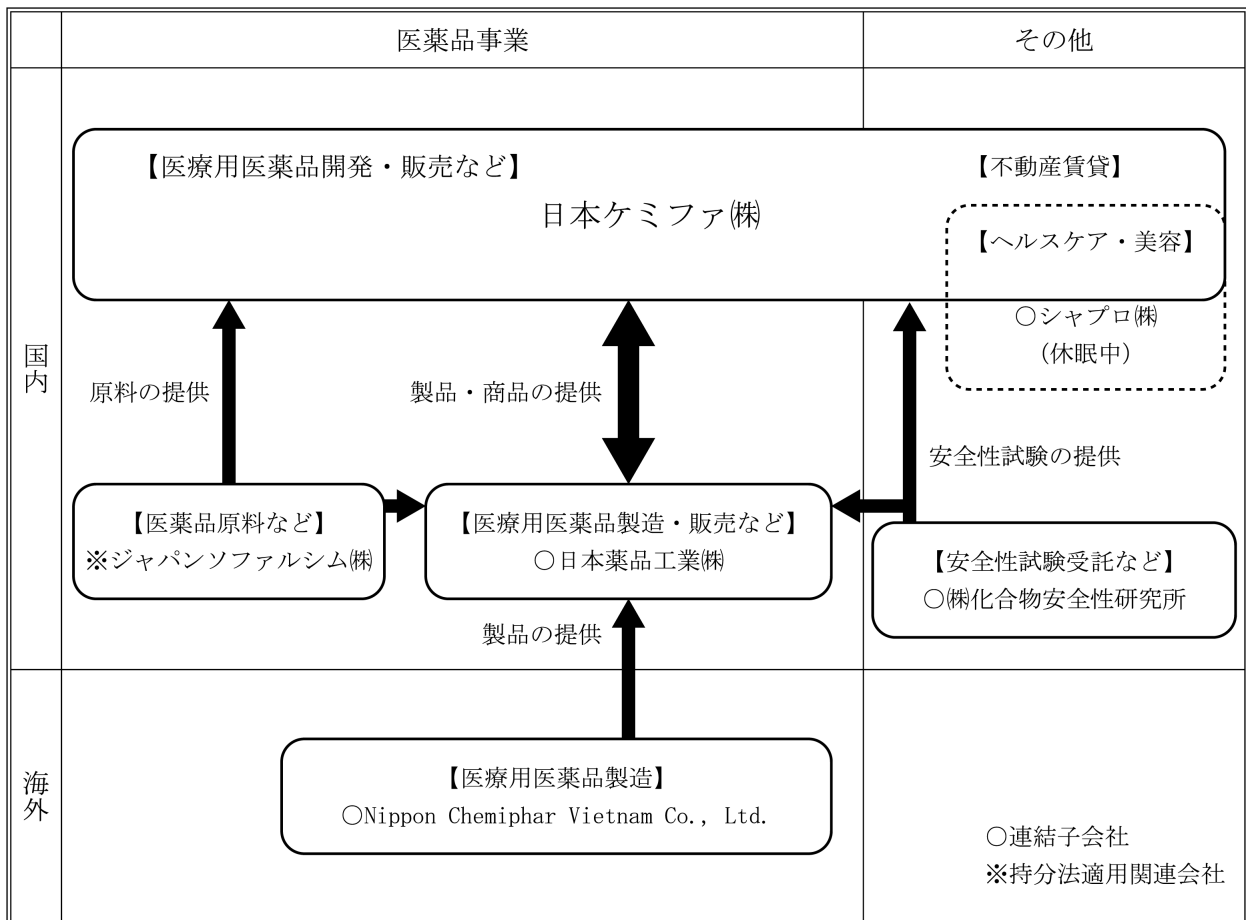 医薬品事業
その他
国内
【医療用医薬品開発・販売など】
【不動産賃貸】
日本ケミファ㈱
【ヘルスケア・美容】
○シャプロ㈱
（休眠中）
原料の提供
製品・商品の提供
安全性試験の提供
【医薬品原料など】
※ジャパンソファルシム㈱
【医療用医薬品製造・販売など】
○日本薬品工業㈱
【安全性試験受託など】
○㈱化合物安全性研究所
製品の提供
海外
【医療用医薬品製造】
○Nippon Chemiphar Vietnam Co., Ltd.
○連結子会社
※持分法適用関連会社